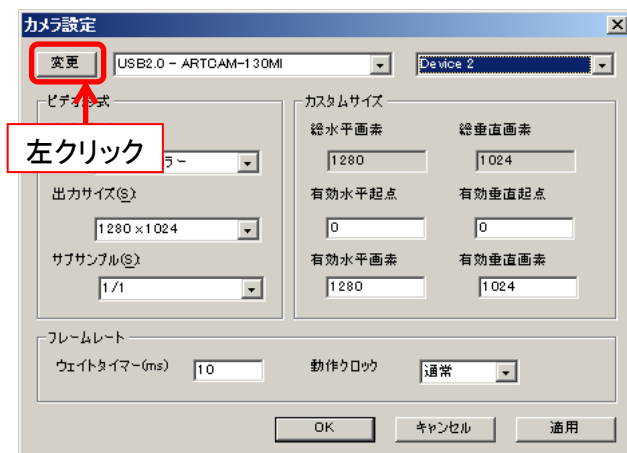 カメラ設定
変更 USB2.0 - ARTCAM-130MI Device 2
ビデオ形式 カスタムサイズ
総水平画素 総垂直画素
左クリック
1280 1024
出力サイズ(S): 有効水平起点 有効垂直起点
1280×1024 0 0
サブサンプル(S): 有効水平画素 有効垂直画素
1/1 1280 1024
フレームレート
ウェイトタイマー(ms) 10 動作クロック 通常
OK キャンセル 適用